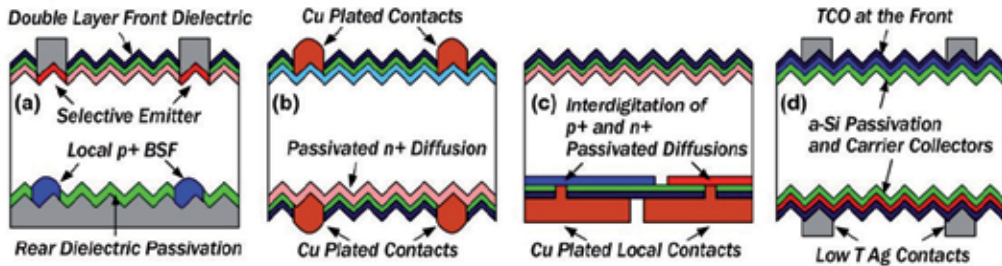 Double Layer Front Dielectric
(a)
Selective Emitter
Local p+ BSF
Rear Dielectric Passivation
Cu Plated Contacts
(b)
Passivated n+ Diffusion
Cu Plated Contacts
(c)
Interdigitation of
p+ and n+
Passivated Diffusions
Cu Plated Local Contacts
TCO at the Front
(d)
a-Si Passivation
and Carrier Collectors
Low T Ag Contacts